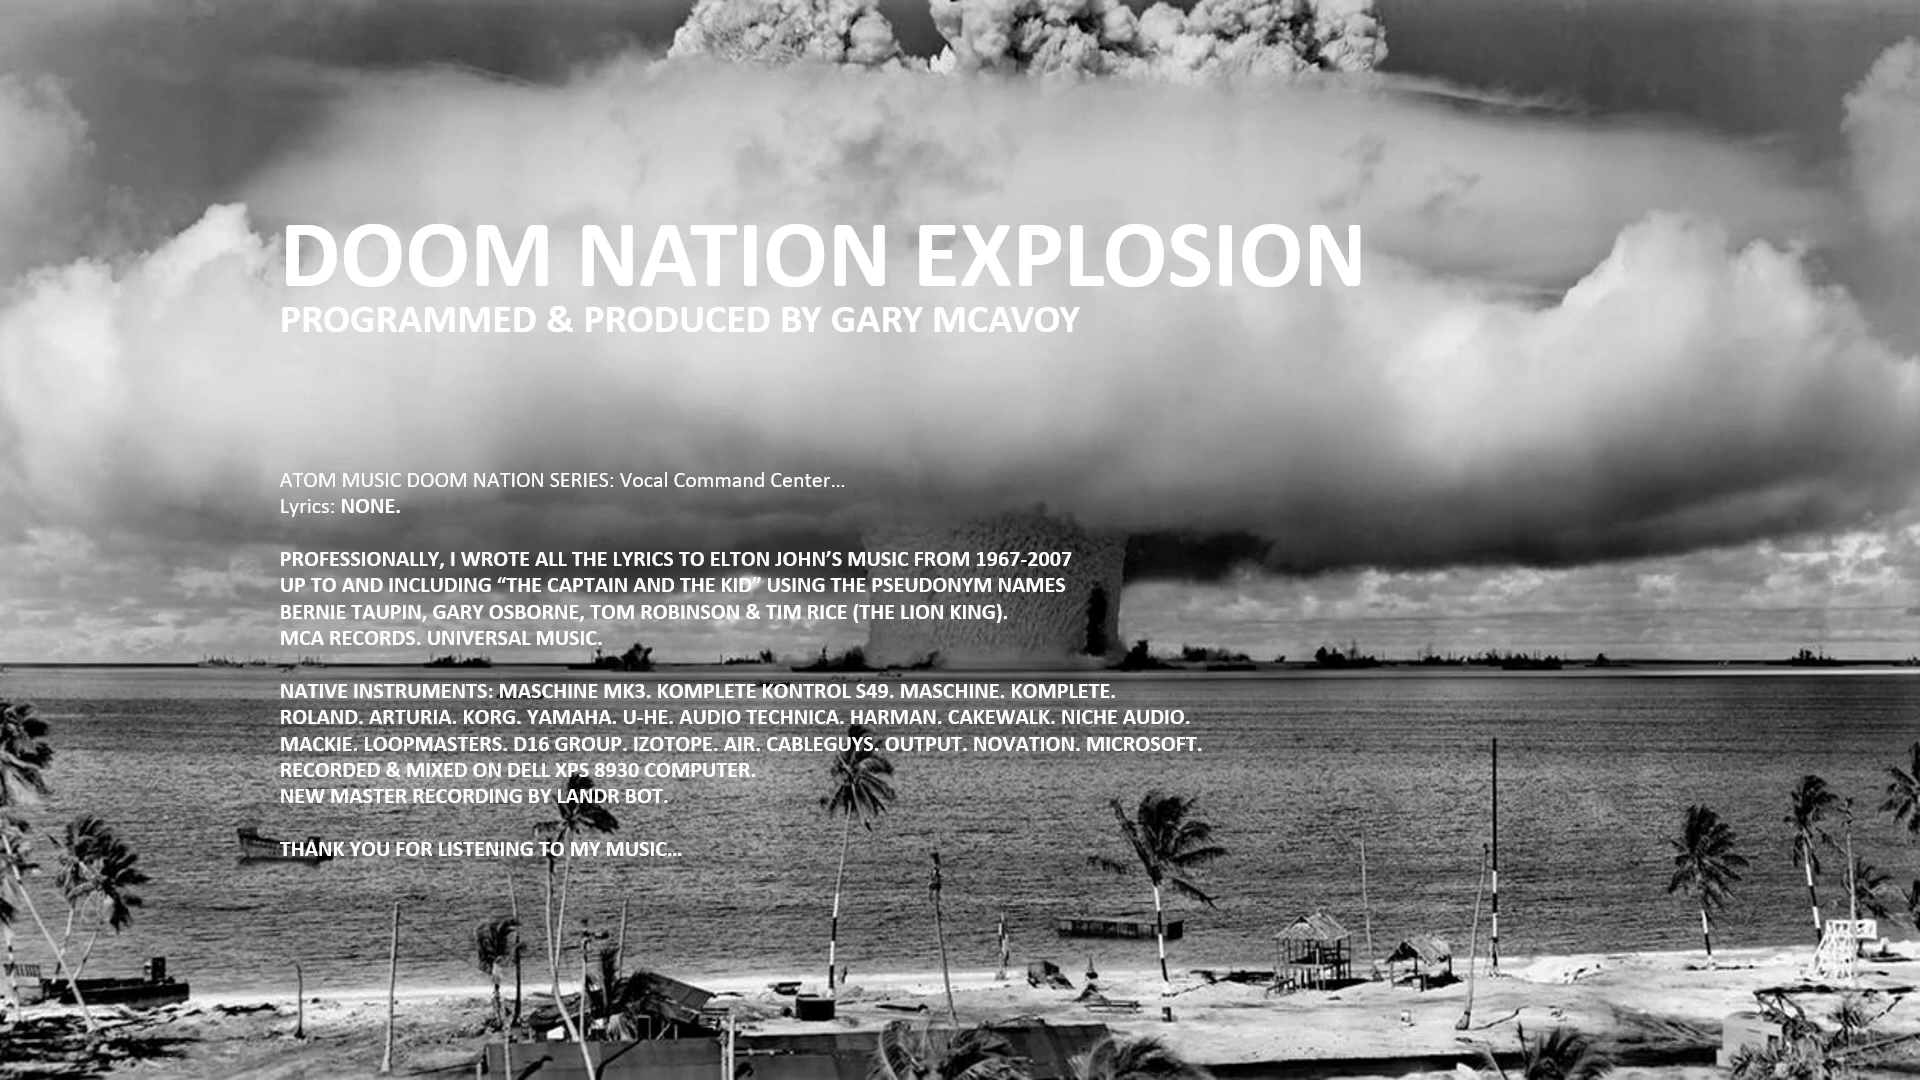 DOOM NATION EXPLOSION
PROGRAMMED & PRODUCED BY GARY MCAVOY
ATOM MUSIC DOOM NATION SERIES: Vocal Command Center…
Lyrics: NONE.
PROFESSIONALLY, I WROTE ALL THE LYRICS TO ELTON JOHN’S MUSIC FROM 1967-2007
UP TO AND INCLUDING “THE CAPTAIN AND THE KID” USING THE PSEUDONYM NAMES
BERNIE TAUPIN, GARY OSBORNE, TOM ROBINSON & TIM RICE (THE LION KING).
MCA RECORDS. UNIVERSAL MUSIC.
NATIVE INSTRUMENTS: MASCHINE MK3. KOMPLETE KONTROL S49. MASCHINE. KOMPLETE.
ROLAND. ARTURIA. KORG. YAMAHA. U-HE. AUDIO TECHNICA. HARMAN. CAKEWALK. NICHE AUDIO.
MACKIE. LOOPMASTERS. D16 GROUP. IZOTOPE. AIR. CABLEGUYS. OUTPUT. NOVATION. MICROSOFT.
RECORDED & MIXED ON DELL XPS 8930 COMPUTER.
NEW MASTER RECORDING BY LANDR BOT.
THANK YOU FOR LISTENING TO MY MUSIC…